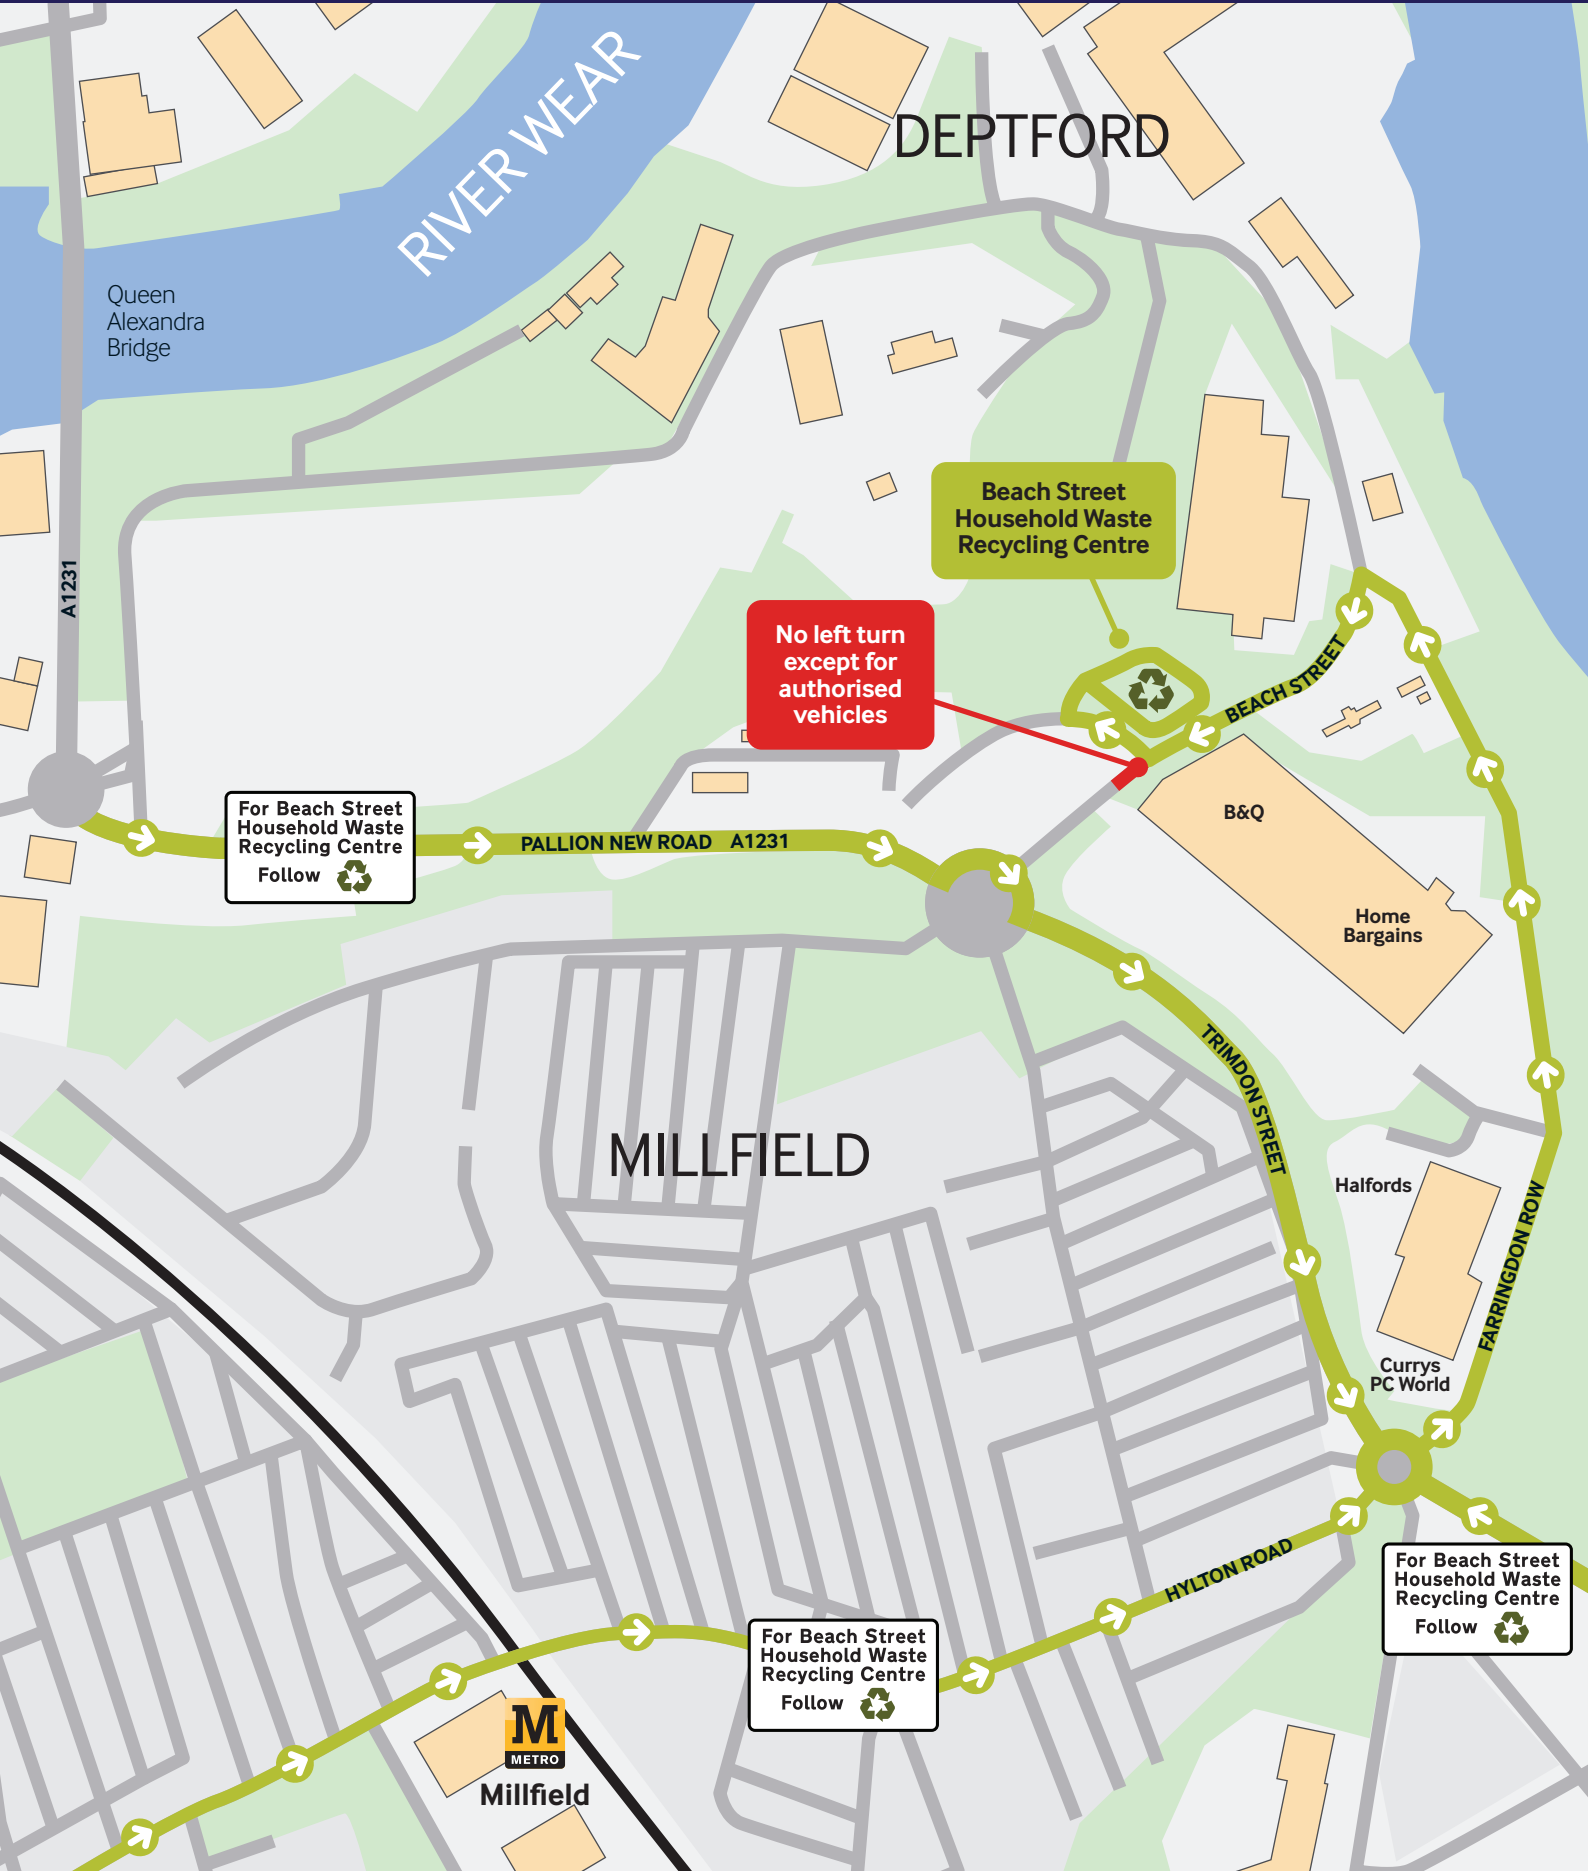 RIVER WEAR
DEPTFORD
Queen
Alexandra
Bridge
A1231
Beach Street
Household Waste
Recycling Centre
No left turn
except for
authorised
vehicles
BEACH STREET
For Beach Street
Household Waste
Recycling Centre
Follow
PALLION NEW ROAD A1231
B&Q
Home
Bargains
TRIMDON STREET
MILLFIELD
Halfords
FARRINGDON ROW
Currys
PC World
HYLTON ROAD
For Beach Street
Household Waste
Recycling Centre
Follow
For Beach Street
Household Waste
Recycling Centre
Follow
M
METRO
Millfield